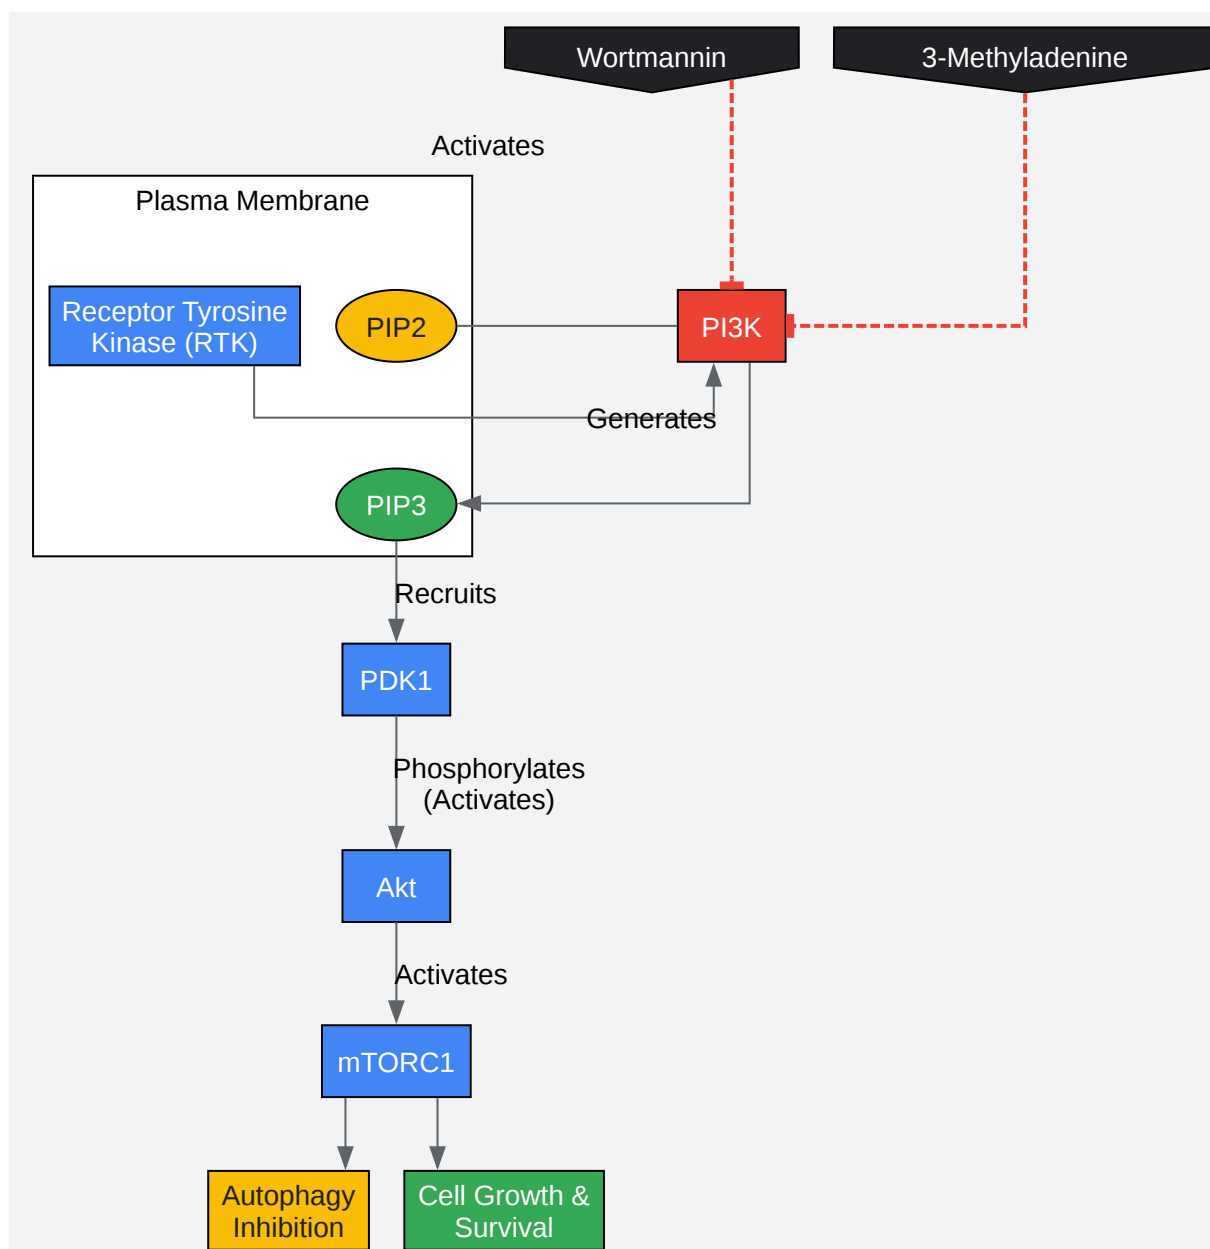 Wortmannin
3-Methyladenine
Activates
Plasma Membrane
Receptor Tyrosine
Kinase (RTK)
PIP2
PI3K
Generates
PIP3
Recruits
PDK1
Phosphorylates
(Activates)
Akt
Activates
mTORC1
Autophagy
Inhibition
Cell Growth &
Survival